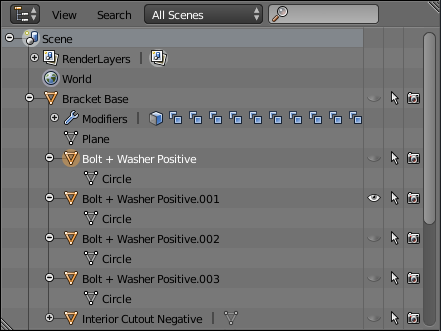 View Search All Scenes
Scene
RenderLayers |
World
Bracket Base
Modifiers |
Plane
Bolt + Washer Positive
Circle
Bolt + Washer Positive.001
Circle
Bolt + Washer Positive.002
Circle
Bolt + Washer Positive.003
Circle
Interior Cutout Negative |